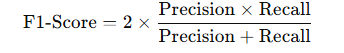 F1-Score = 2 × (Precision × Recall) / (Precision + Recall)